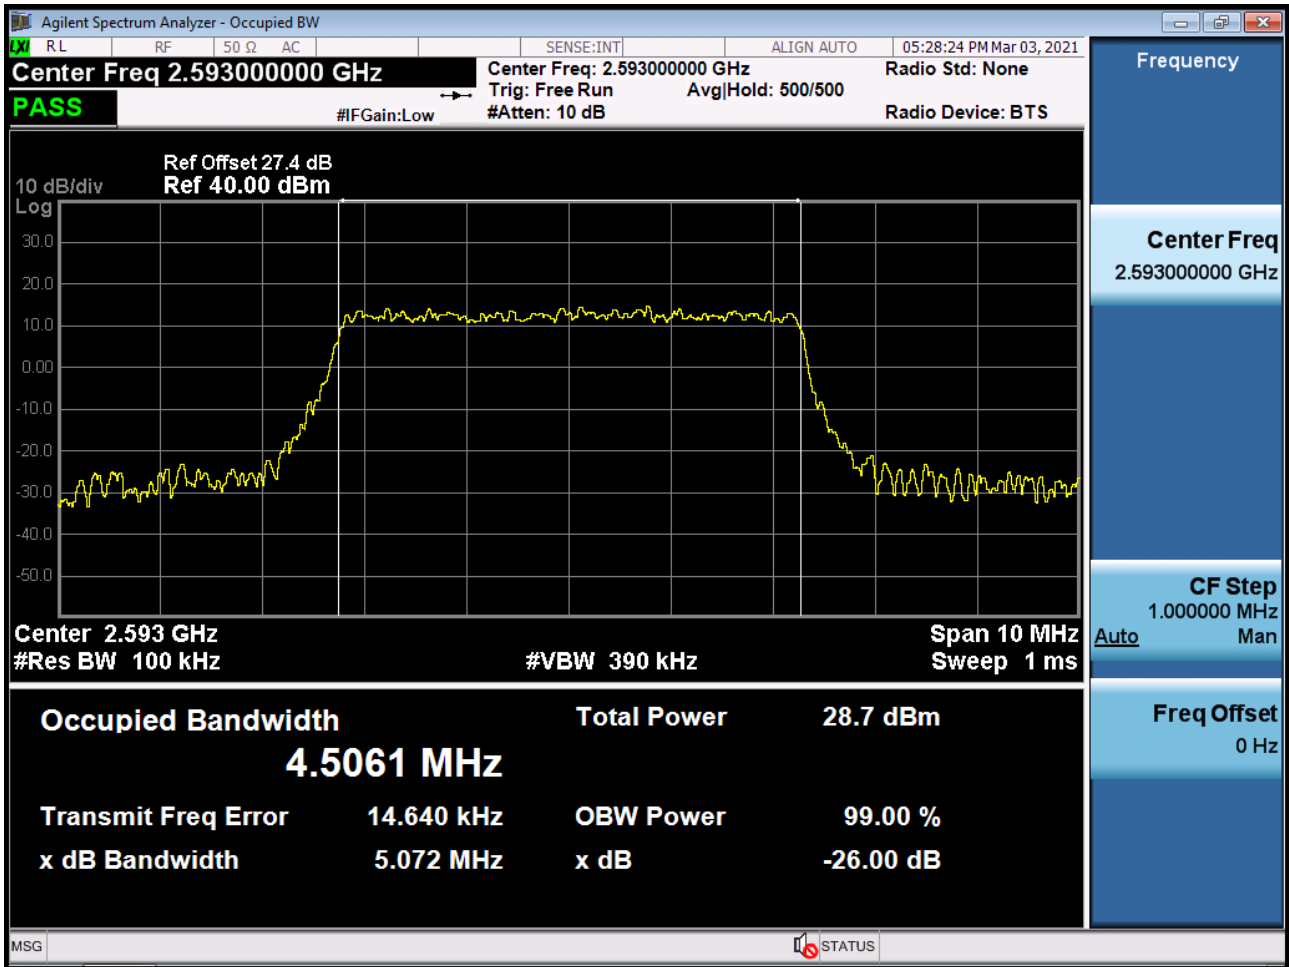 Agilent Spectrum Analyzer - Occupied BW
LXI RL RF 50 Ω AC SENSE:INT ALIGN AUTO 05:28:24 PM Mar 03, 2021
Center Freq 2.593000000 GHz
Center Freq: 2.593000000 GHz
Radio Std: None
Trig: Free Run
Avg|Hold: 500/500
PASS
#IFGain:Low
#Atten: 10 dB
Radio Device: BTS
Ref Offset 27.4 dB
10 dB/div
Ref 40.00 dBm
Log
30.0
20.0
10.0
0.00
-10.0
-20.0
-30.0
-40.0
-50.0
Center 2.593 GHz
Span 10 MHz
#Res BW 100 kHz
#VBW 390 kHz
Sweep 1 ms
Occupied Bandwidth
Total Power
28.7 dBm
4.5061 MHz
Transmit Freq Error
14.640 kHz
OBW Power
99.00 %
x dB Bandwidth
5.072 MHz
x dB
-26.00 dB
Frequency
Center Freq
2.593000000 GHz
CF Step
1.000000 MHz
Auto Man
Freq Offset
0 Hz
MSG
STATUS